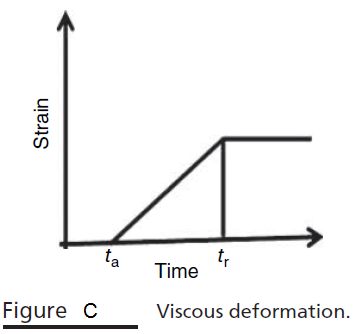 Strain
tₐ
Time
tᵣ
Figure C Viscous deformation.